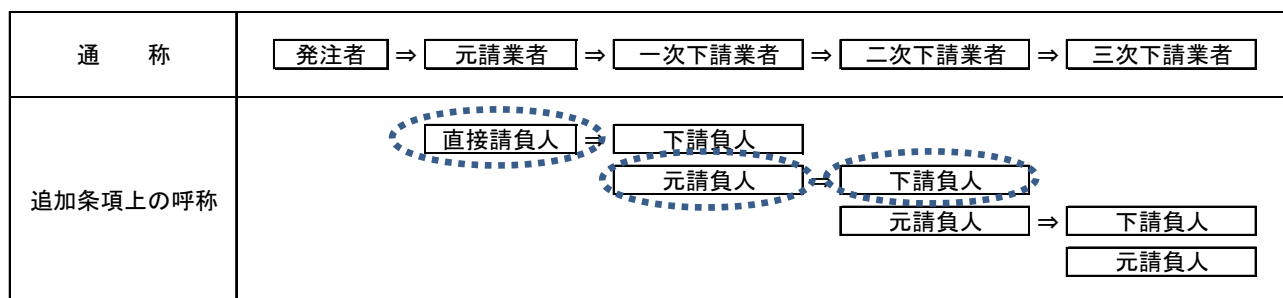 通　　称
発注者 ⇒ 元請業者 ⇒ 一次下請業者 ⇒ 二次下請業者 ⇒ 三次下請業者
追加条項上の呼称
直接請負人 ⇒ 下請負人
元請負人 ⇒ 下請負人
元請負人 ⇒ 下請負人
元請負人